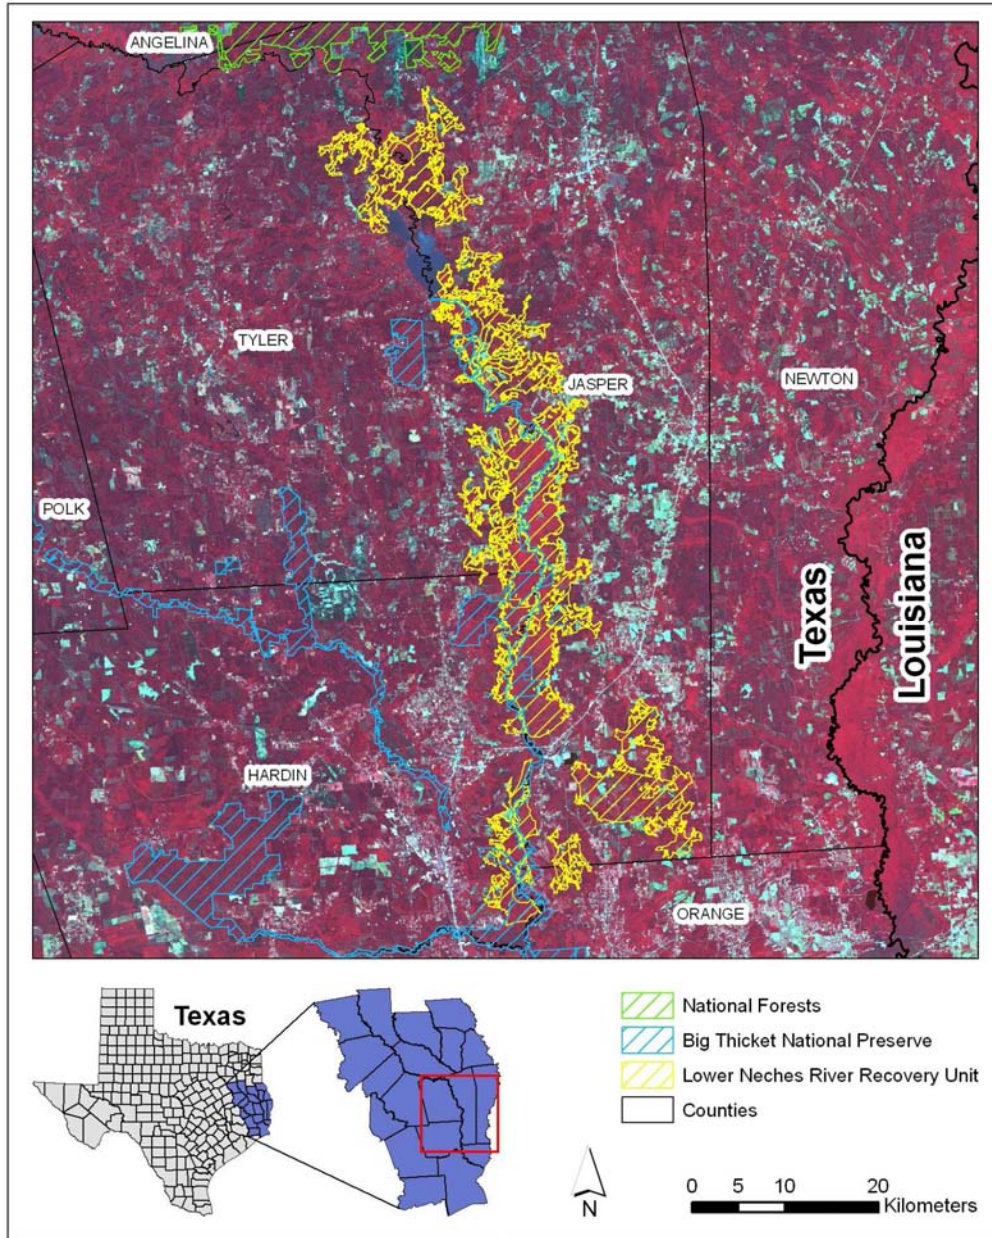 ANGELINA
TYLER
JASPER
NEWTON
POLK
Texas
Louisiana
HARDIN
ORANGE
Texas
National Forests
Big Thicket National Preserve
Lower Neches River Recovery Unit
Counties
N
0 5 10 20
Kilometers